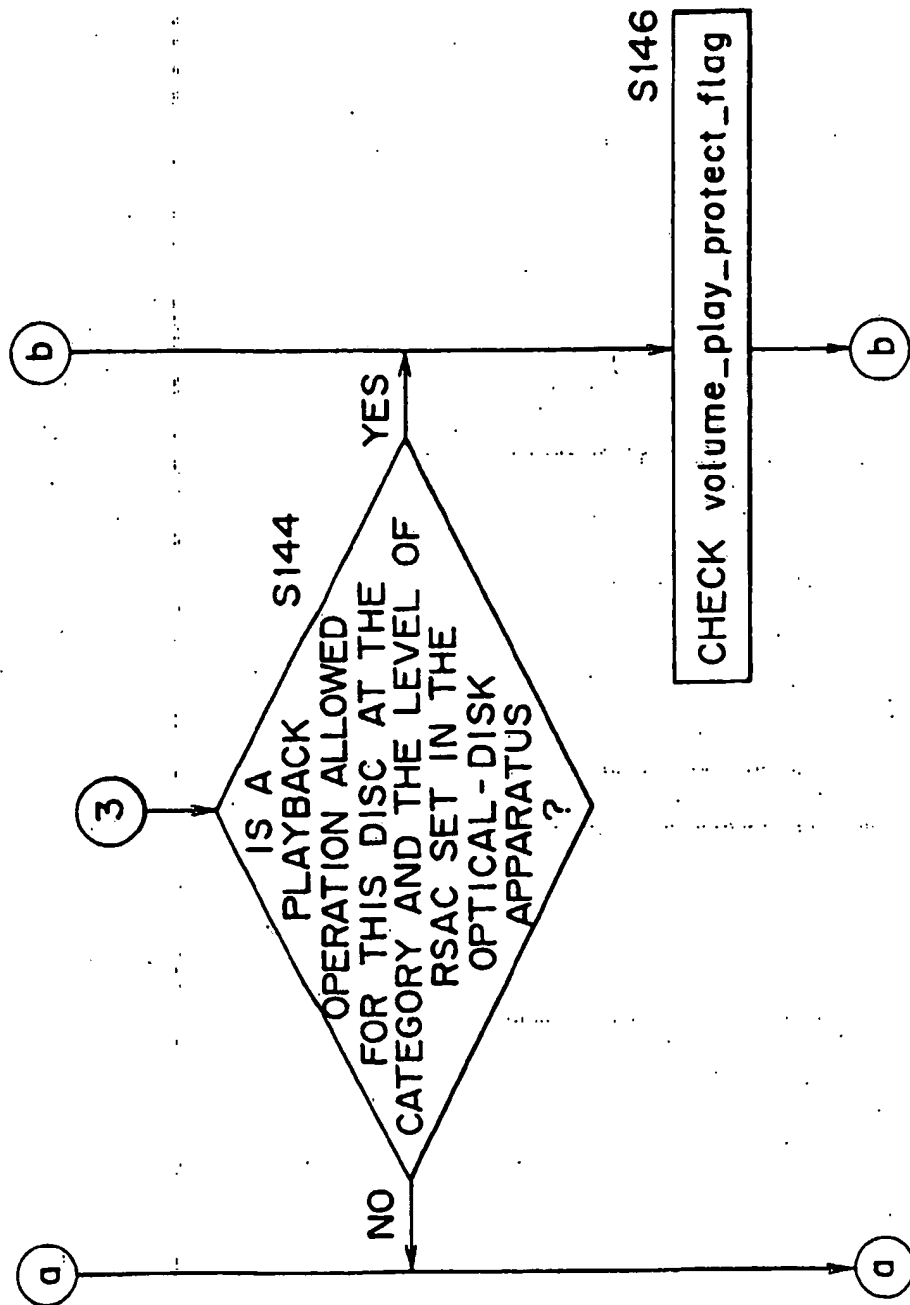 a
3
b
S144
IS A
PLAYBACK
OPERATION ALLOWED
FOR THIS DISC AT THE
CATEGORY AND THE LEVEL OF
RSAC SET IN THE
OPTICAL-DISK
APPARATUS
?
NO
YES
S146
CHECK volume_play_protect_flag
a
b